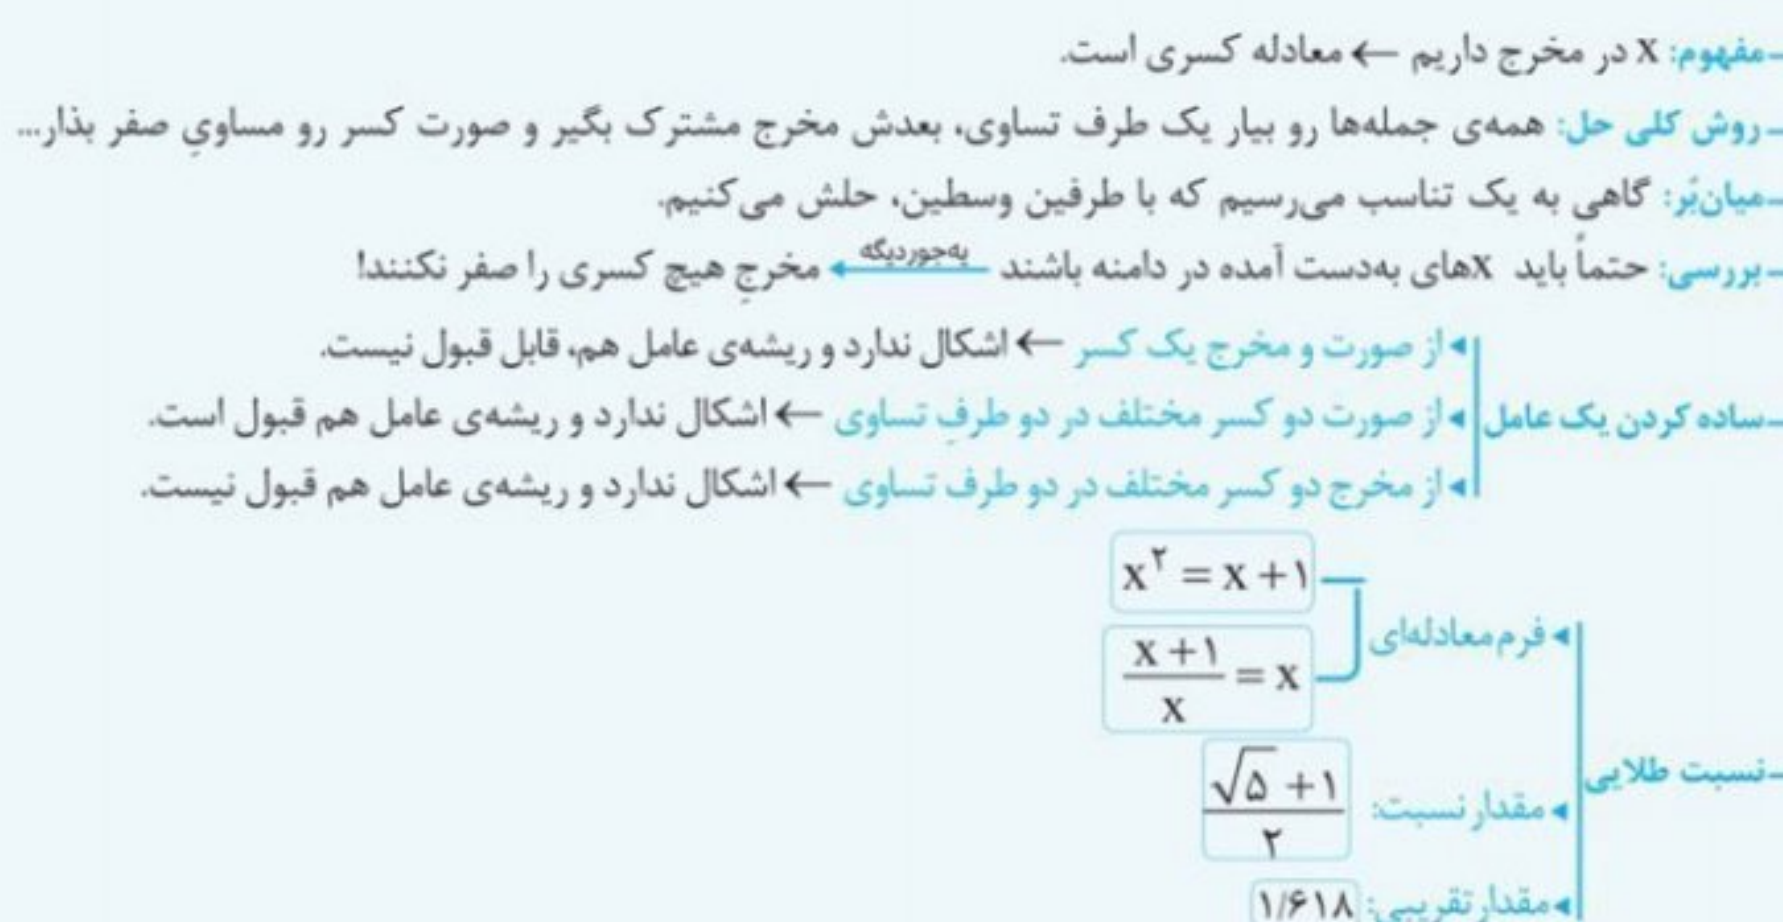 -مفهوم: x در مخرج داریم ← معادله کسری است.
-روش کلی حل: همه‌ی جمله‌ها رو بیار یک طرف تساوی، بعدش مخرج مشترک بگیر و صورت کسر رو مساویِ صفر بذار...
-میان‌بُر: گاهی به یک تناسب می‌رسیم که با طرفین وسطین، حلش می‌کنیم.
-بررسی: حتماً باید xهای به‌دست آمده در دامنه باشند یه‌جور دیگه ← مخرجِ هیچ کسری را صفر نکنند!
-ساده کردن یک عامل
◂از صورت و مخرج یک کسر ← اشکال ندارد و ریشه‌ی عامل هم، قابل قبول نیست.
◂از صورت دو کسر مختلف در دو طرفِ تساوی ← اشکال ندارد و ریشه‌ی عامل هم قبول است.
◂از مخرج دو کسر مختلف در دو طرف تساوی ← اشکال ندارد و ریشه‌ی عامل هم قبول نیست.
-نسبت طلایی
◂فرم معادله‌ای
x^۲ = x + ۱
(x + ۱)/x = x
◂مقدار نسبت: (√۵ + ۱)/۲
◂مقدار تقریبی: ۱/۶۱۸